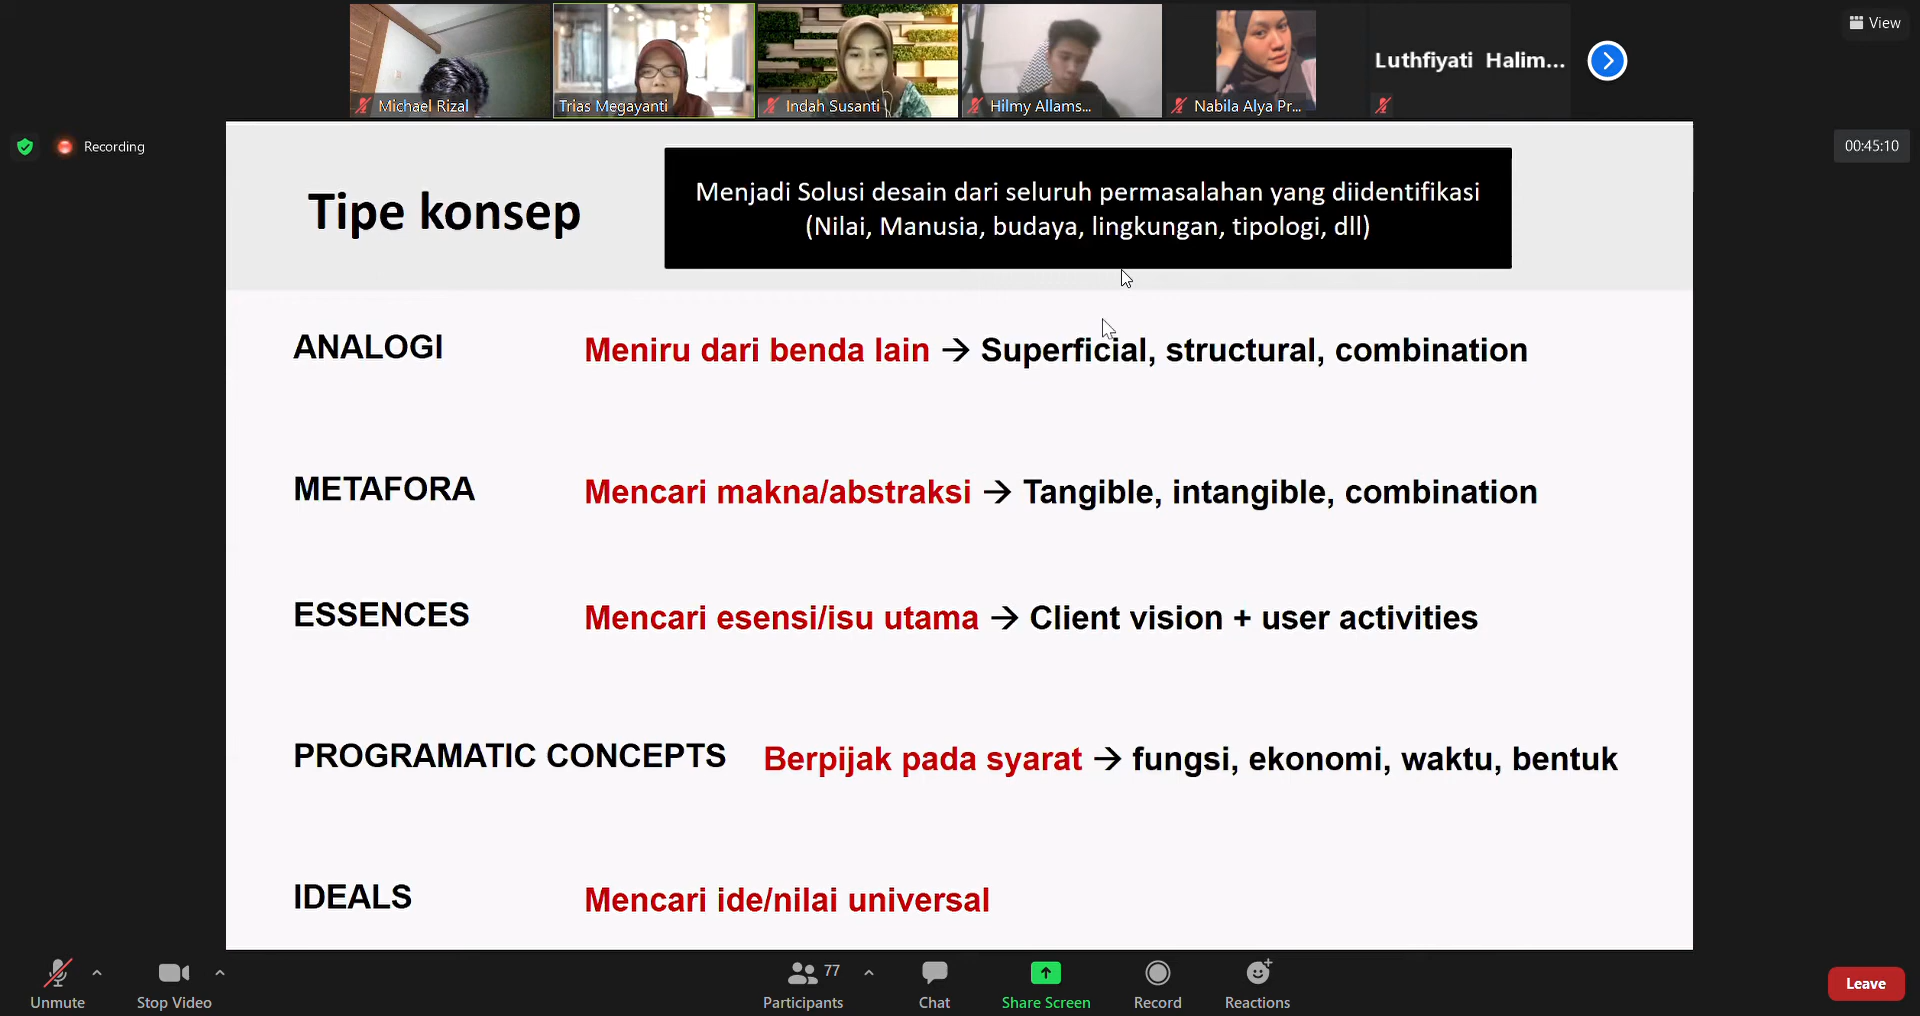 View
Michael Rizal
Trias Megayanti
Indah Susanti
Hilmy Allams...
Nabila Alya Pr...
Luthfiyati Halim...
Recording
00:45:10
Tipe konsep
Menjadi Solusi desain dari seluruh permasalahan yang diidentifikasi
(Nilai, Manusia, budaya, lingkungan, tipologi, dll)
ANALOGI Meniru dari benda lain → Superficial, structural, combination
METAFORA Mencari makna/abstraksi → Tangible, intangible, combination
ESSENCES Mencari esensi/isu utama → Client vision + user activities
PROGRAMATIC CONCEPTS Berpijak pada syarat → fungsi, ekonomi, waktu, bentuk
IDEALS Mencari ide/nilai universal
Unmute
Stop Video
77
Participants
Chat
Share Screen
Record
Reactions
Leave